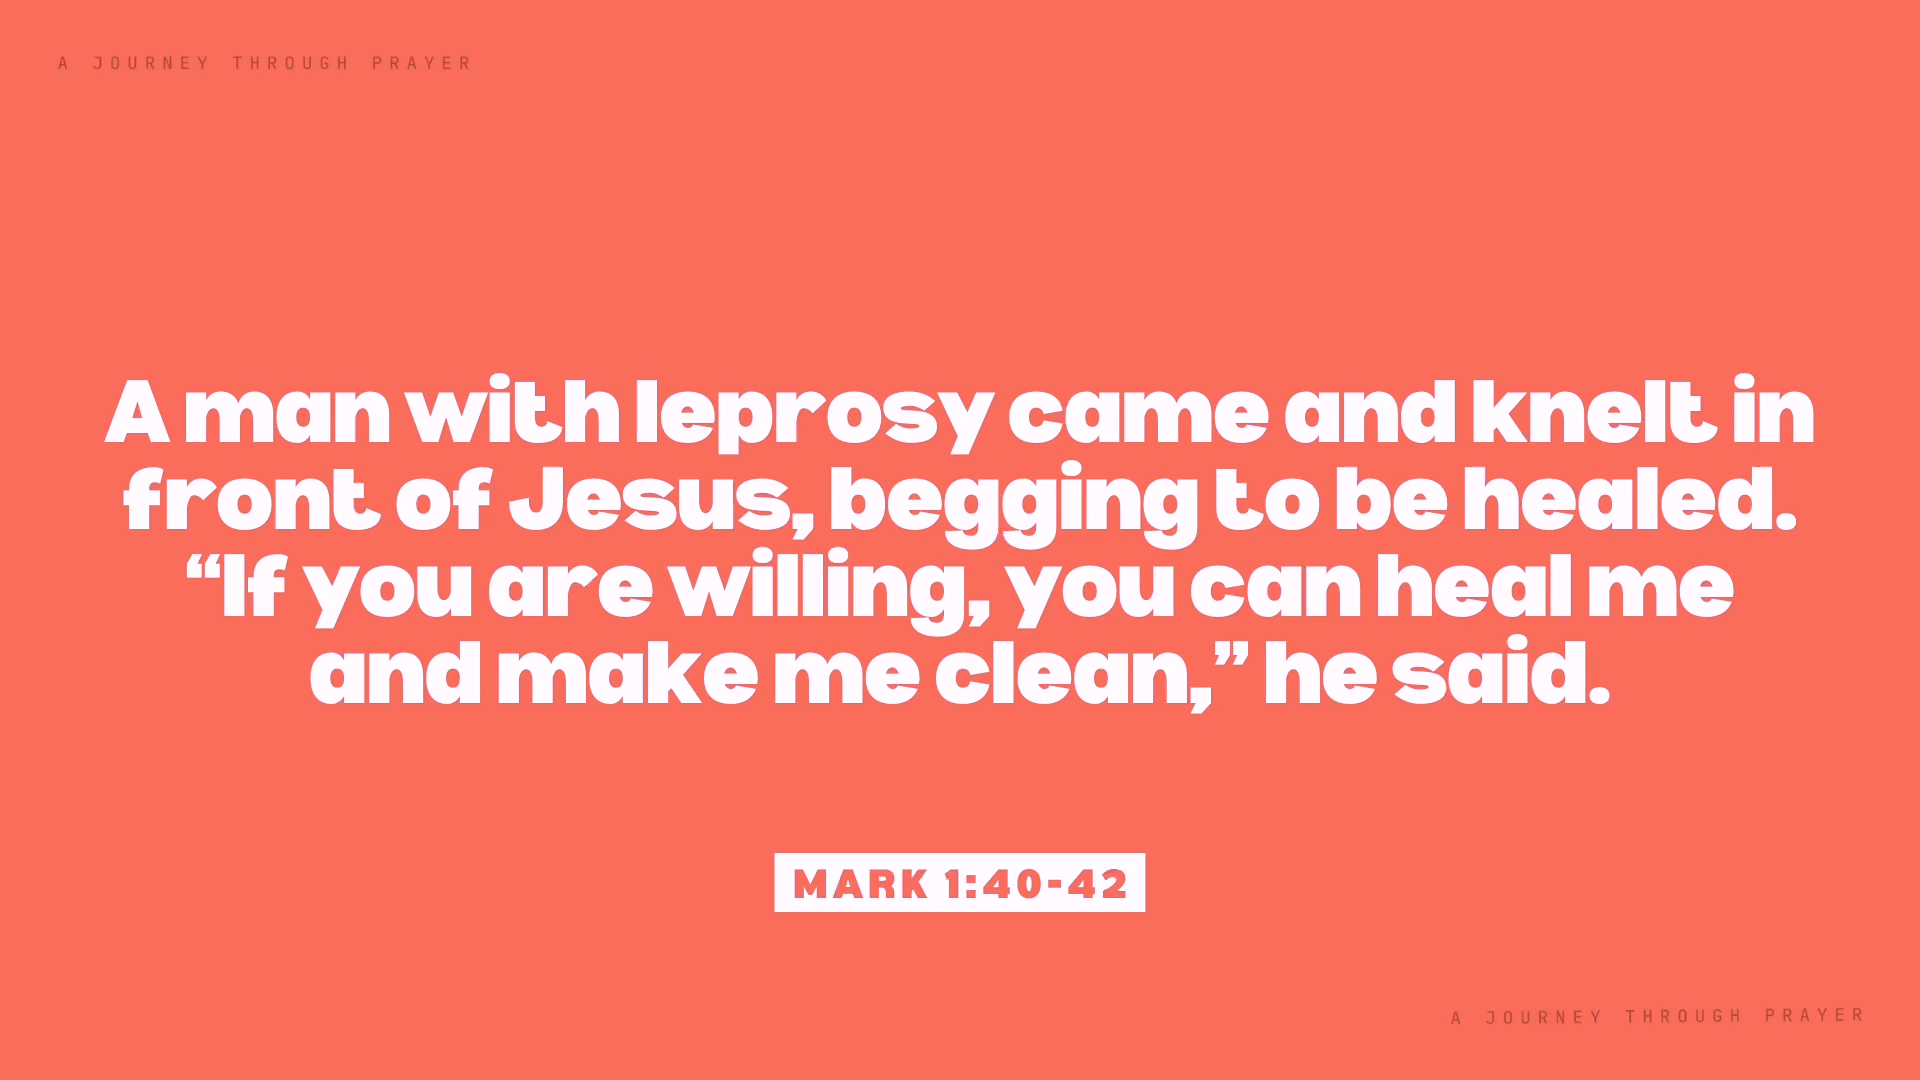 A JOURNEY THROUGH PRAYER
A man with leprosy came and knelt in
front of Jesus, begging to be healed.
“If you are willing, you can heal me
and make me clean,” he said.
MARK 1:40-42
A JOURNEY THROUGH PRAYER